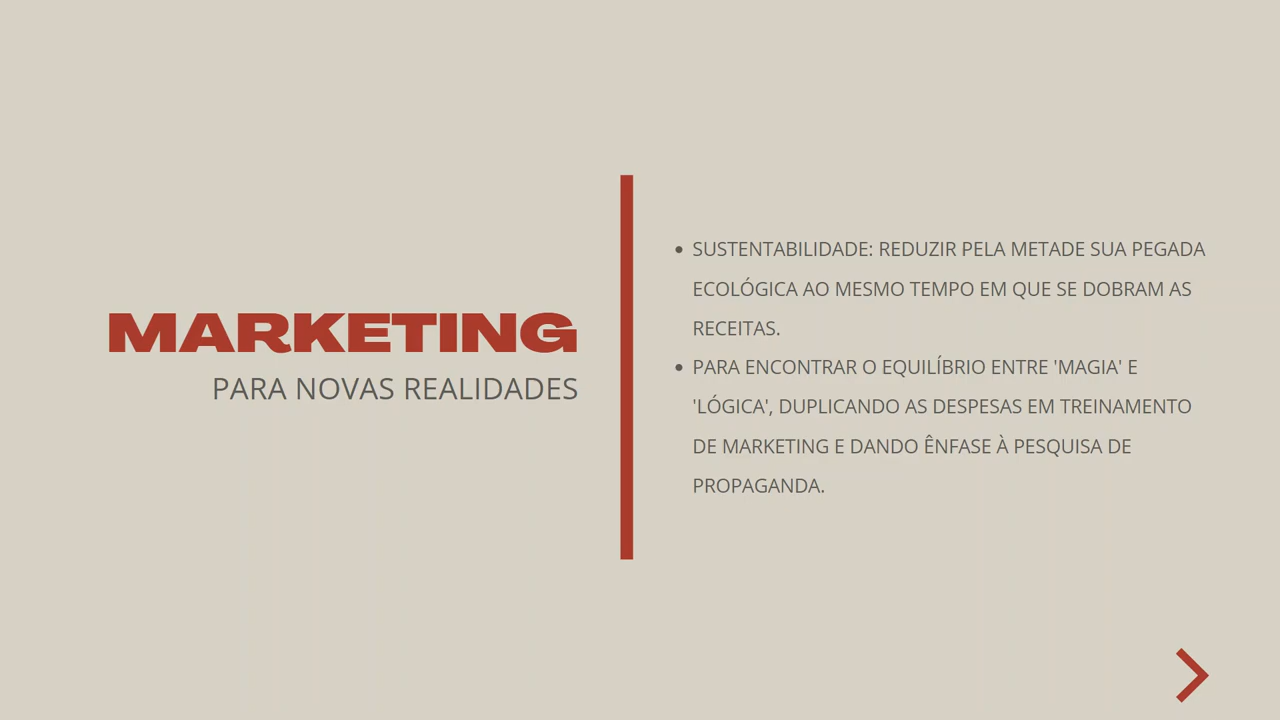 MARKETING
PARA NOVAS REALIDADES
• SUSTENTABILIDADE: REDUZIR PELA METADE SUA PEGADA
ECOLÓGICA AO MESMO TEMPO EM QUE SE DOBRAM AS
RECEITAS.
• PARA ENCONTRAR O EQUILÍBRIO ENTRE 'MAGIA' E
'LÓGICA', DUPLICANDO AS DESPESAS EM TREINAMENTO
DE MARKETING E DANDO ÊNFASE À PESQUISA DE
PROPAGANDA.